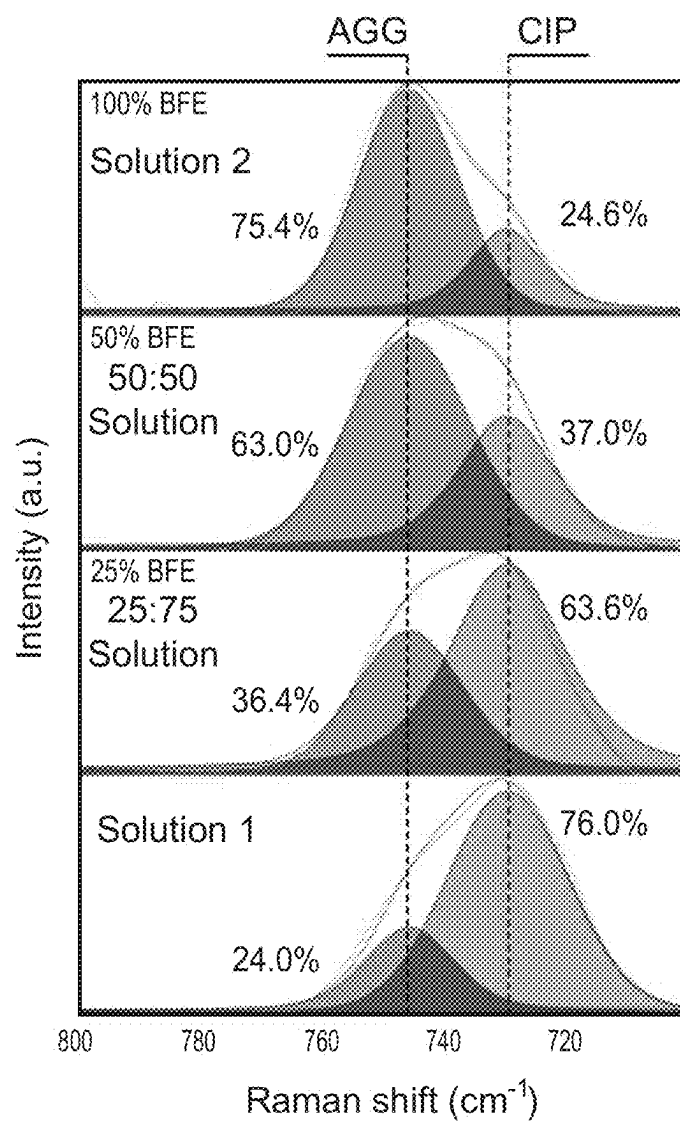 AGG CIP
100% BFE
Solution 2
75.4%
24.6%
50% BFE
50:50
Solution
63.0%
37.0%
25% BFE
25:75
Solution
36.4%
63.6%
Solution 1
24.0%
76.0%
Intensity (a.u.)
800 780 760 740 720
Raman shift (cm⁻¹)